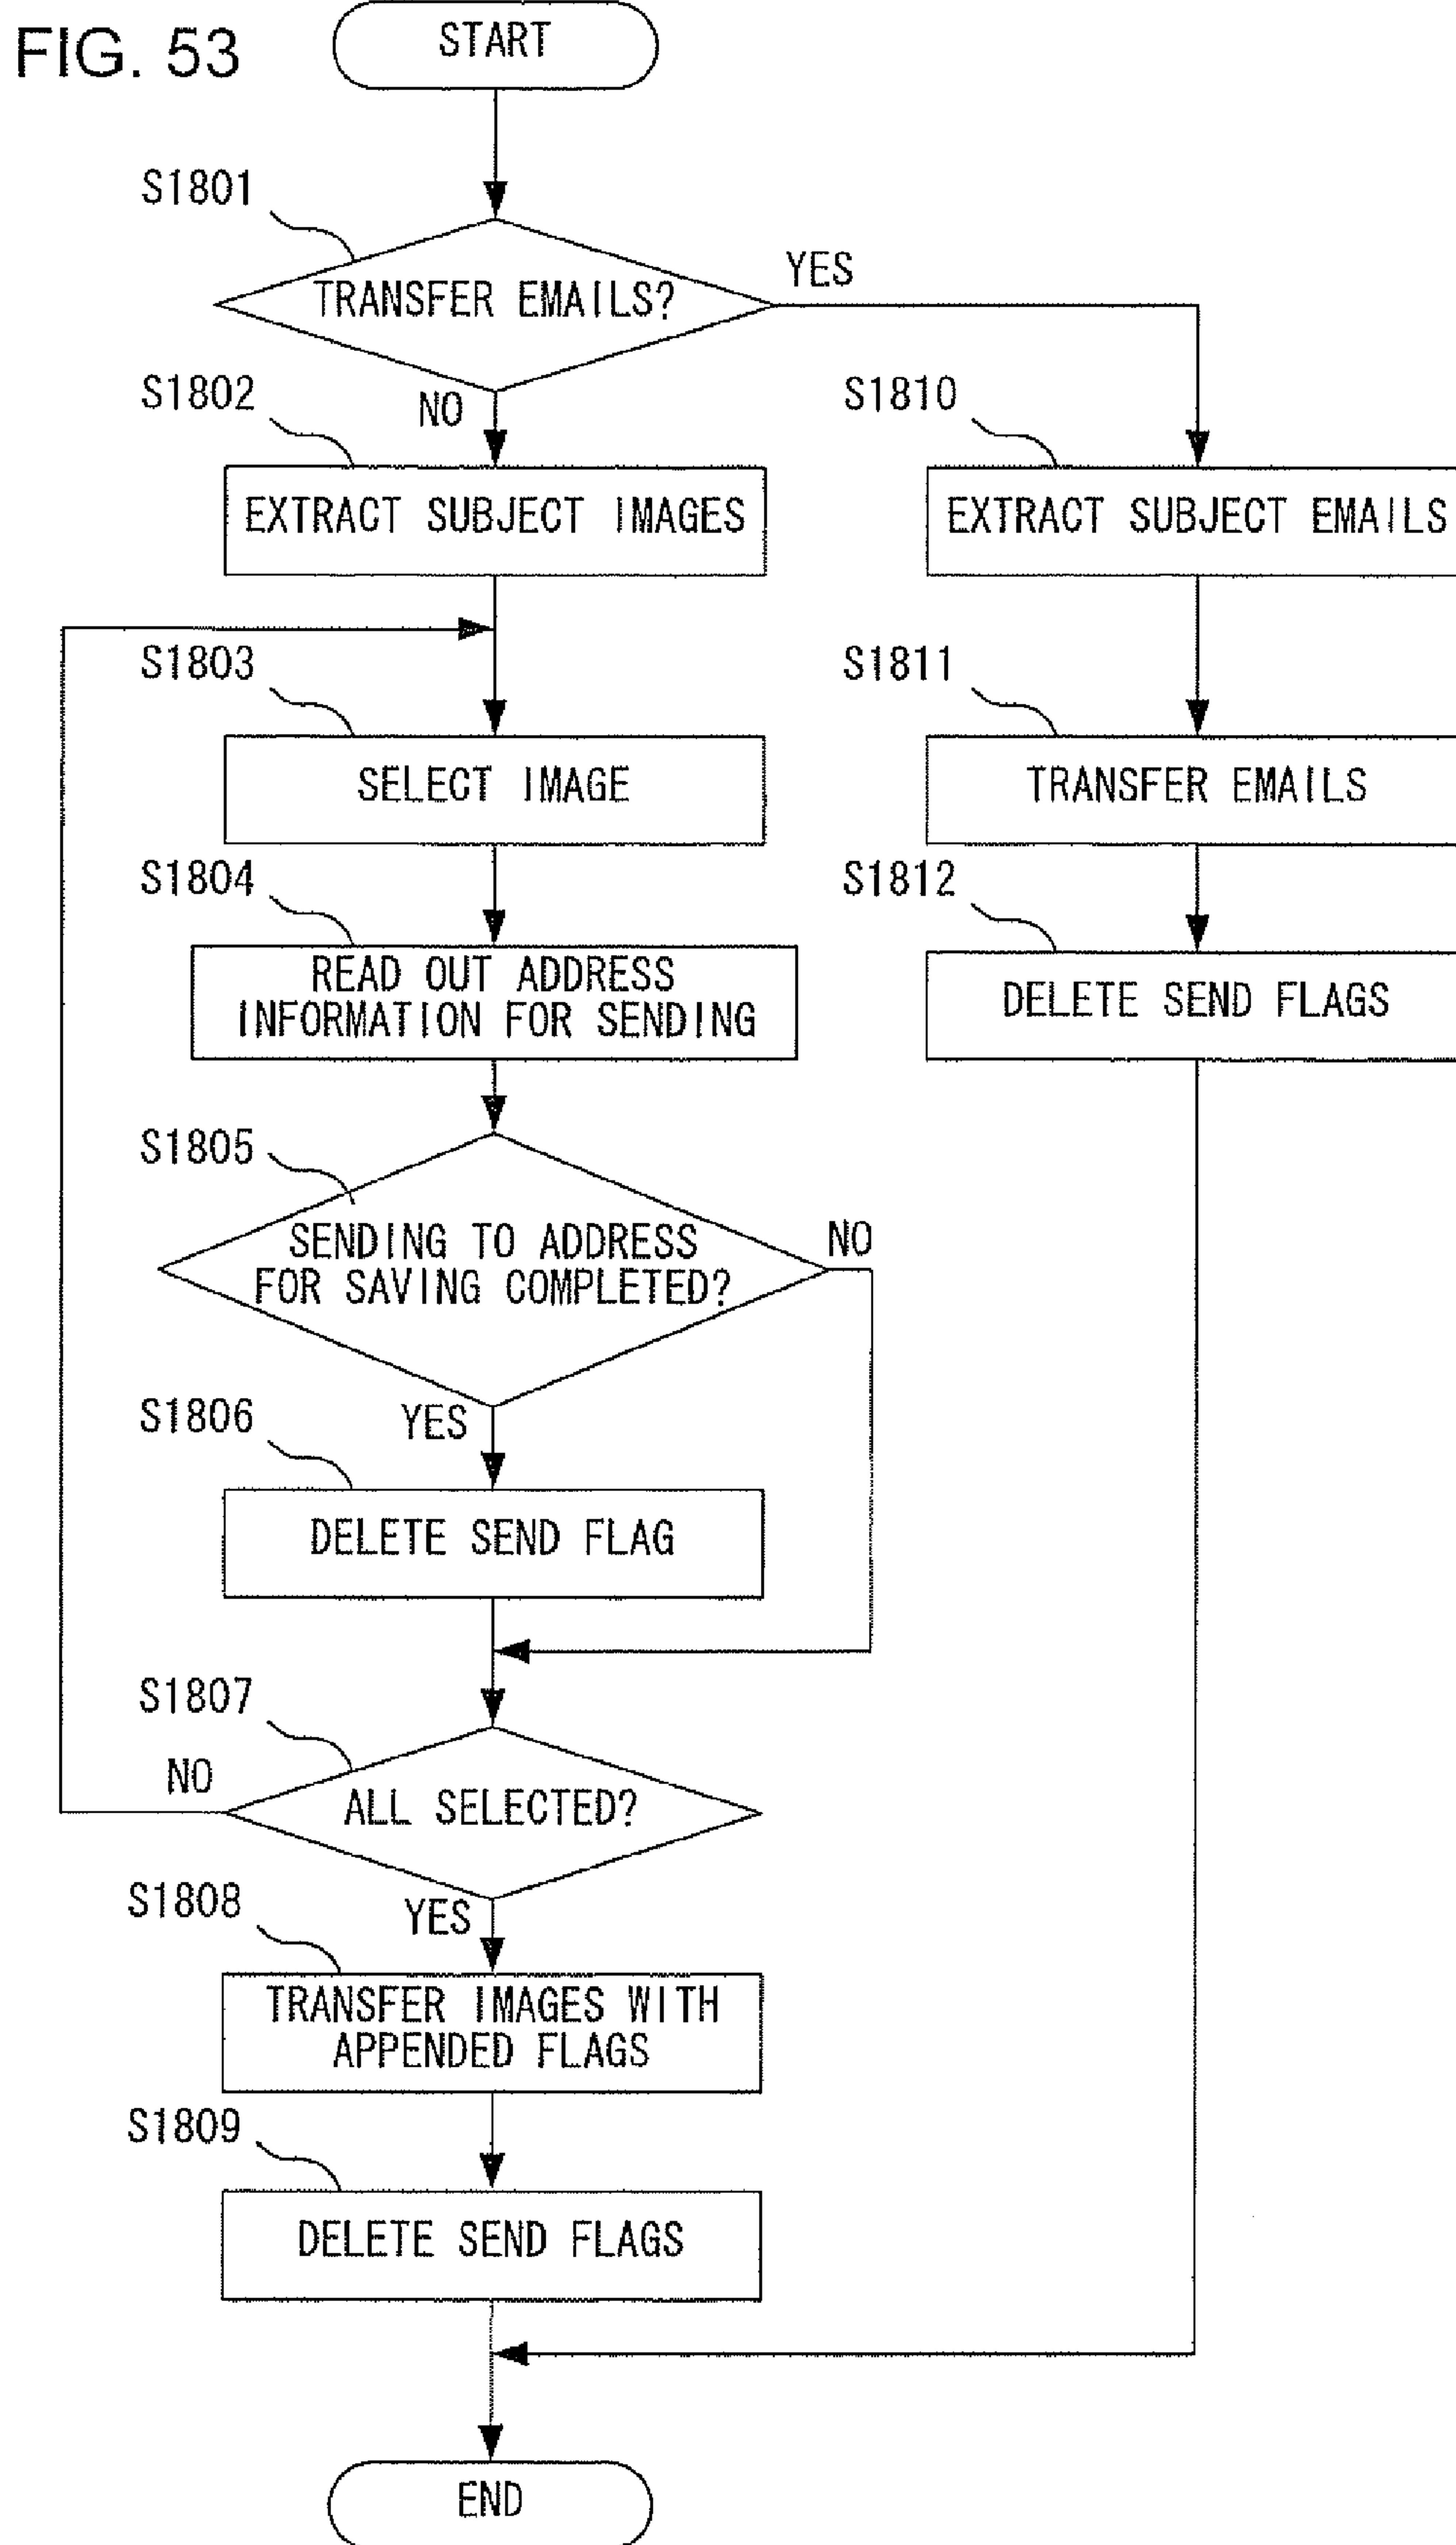 FIG. 53
START
S1801
TRANSFER EMAILS?
YES
NO
S1802
EXTRACT SUBJECT IMAGES
S1810
EXTRACT SUBJECT EMAILS
S1803
SELECT IMAGE
S1811
TRANSFER EMAILS
S1804
READ OUT ADDRESS
INFORMATION FOR SENDING
S1812
DELETE SEND FLAGS
S1805
SENDING TO ADDRESS
FOR SAVING COMPLETED?
NO
YES
S1806
DELETE SEND FLAG
S1807
ALL SELECTED?
NO
YES
S1808
TRANSFER IMAGES WITH
APPENDED FLAGS
S1809
DELETE SEND FLAGS
END